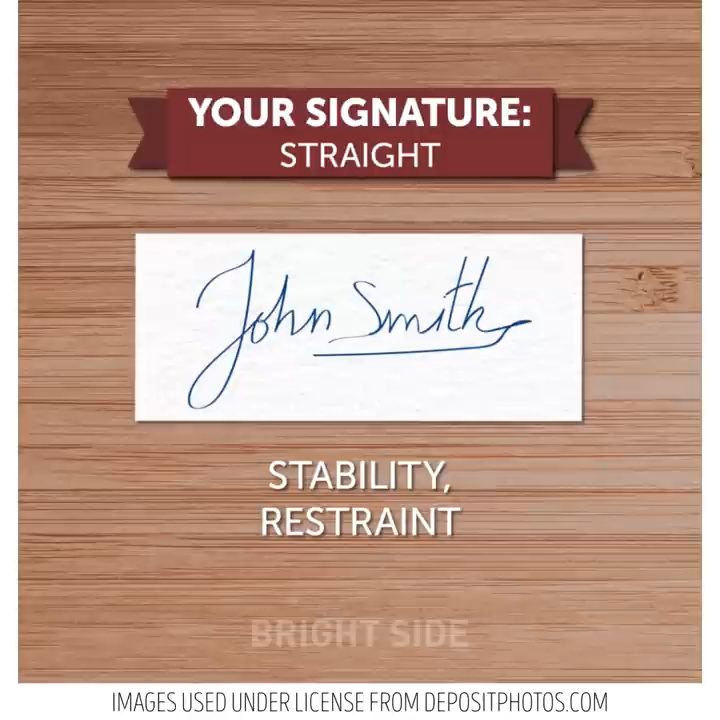 YOUR SIGNATURE:
STRAIGHT
John Smith
STABILITY,
RESTRAINT
BRIGHT SIDE
IMAGES USED UNDER LICENSE FROM DEPOSITPHOTOS.COM